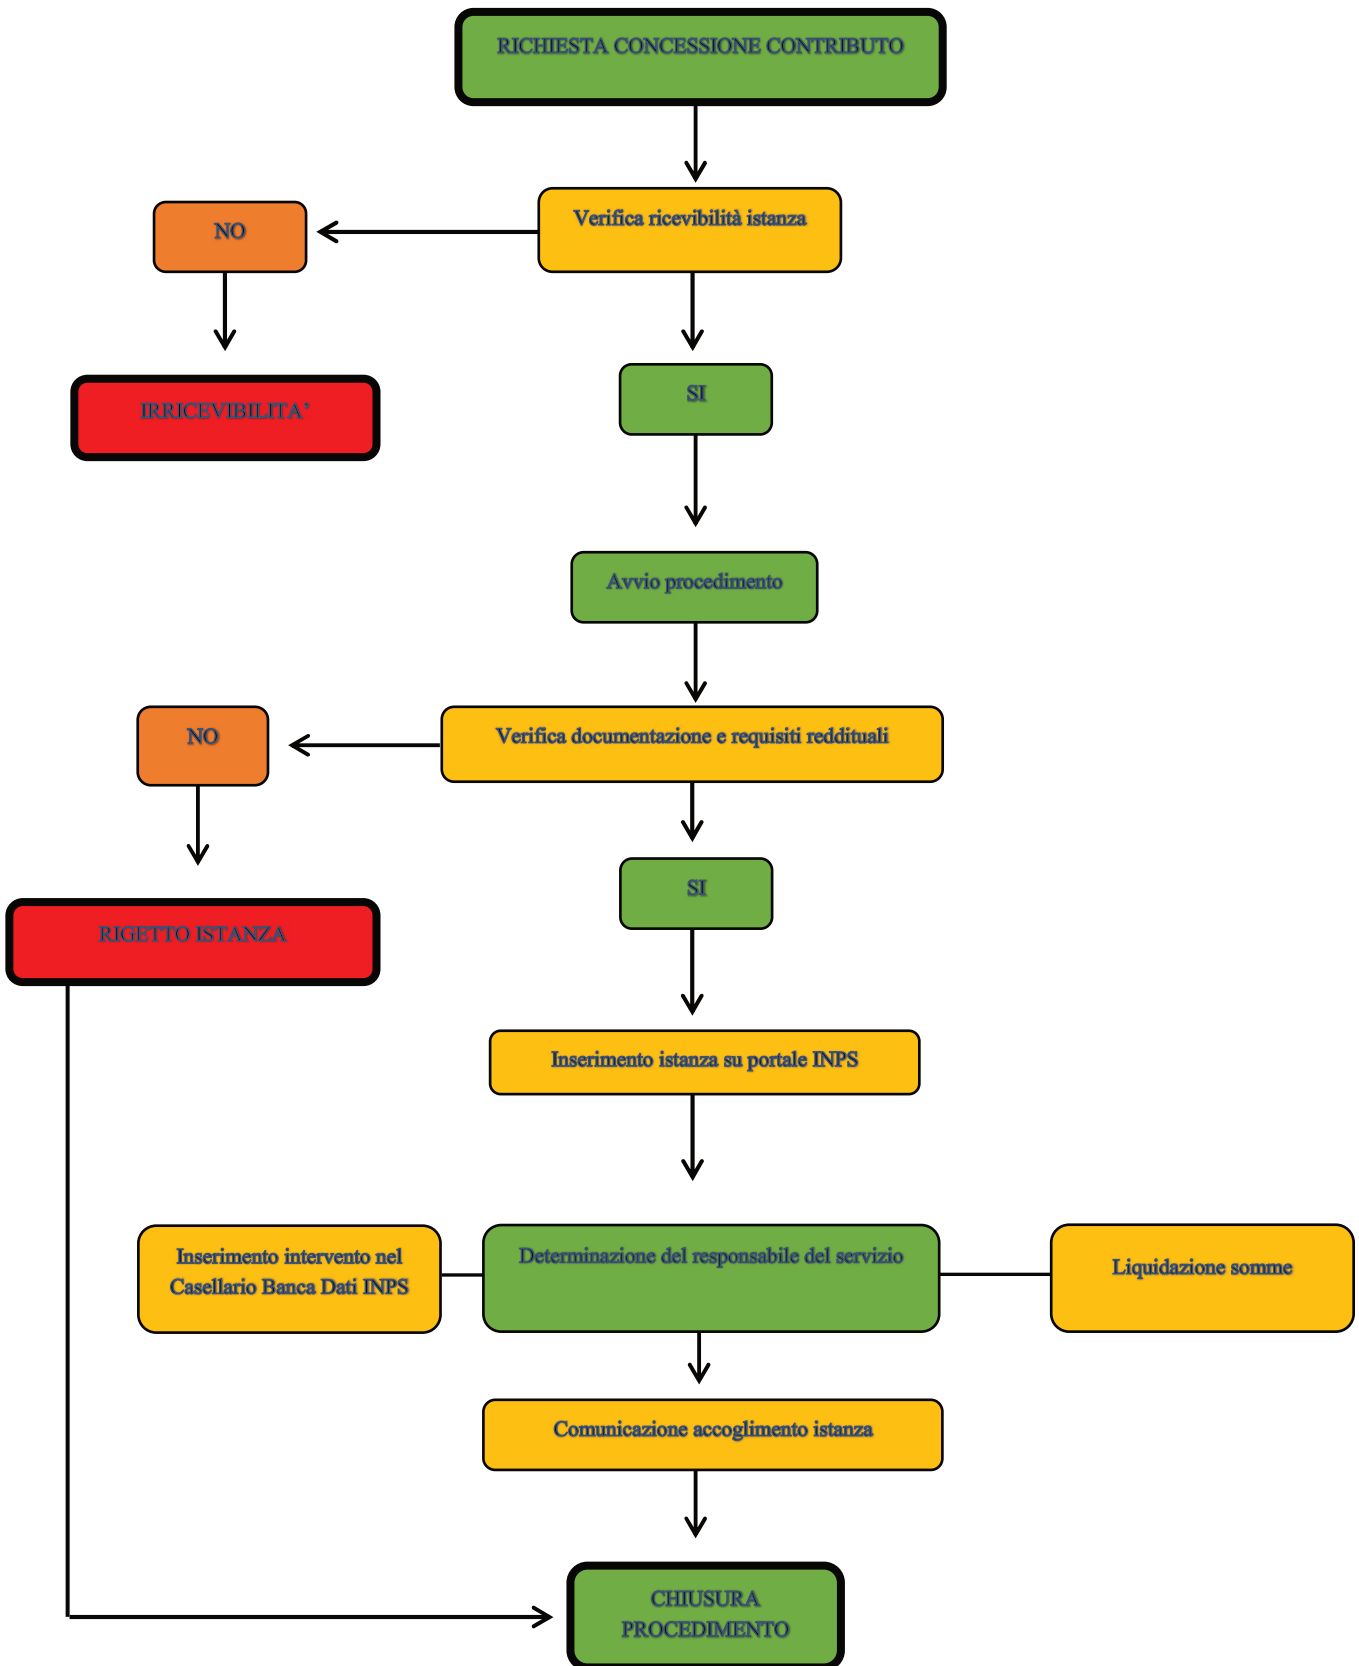 RICHIESTA CONCESSIONE CONTRIBUTO
Verifica ricevibilità istanza
NO
SI
IRRICEVIBILITA’
Avvio procedimento
Verifica documentazione e requisiti reddituali
NO
SI
RIGETTO ISTANZA
Inserimento istanza su portale INPS
Inserimento intervento nel
Casellario Banca Dati INPS
Determinazione del responsabile del servizio
Liquidazione somme
Comunicazione accoglimento istanza
CHIUSURA
PROCEDIMENTO